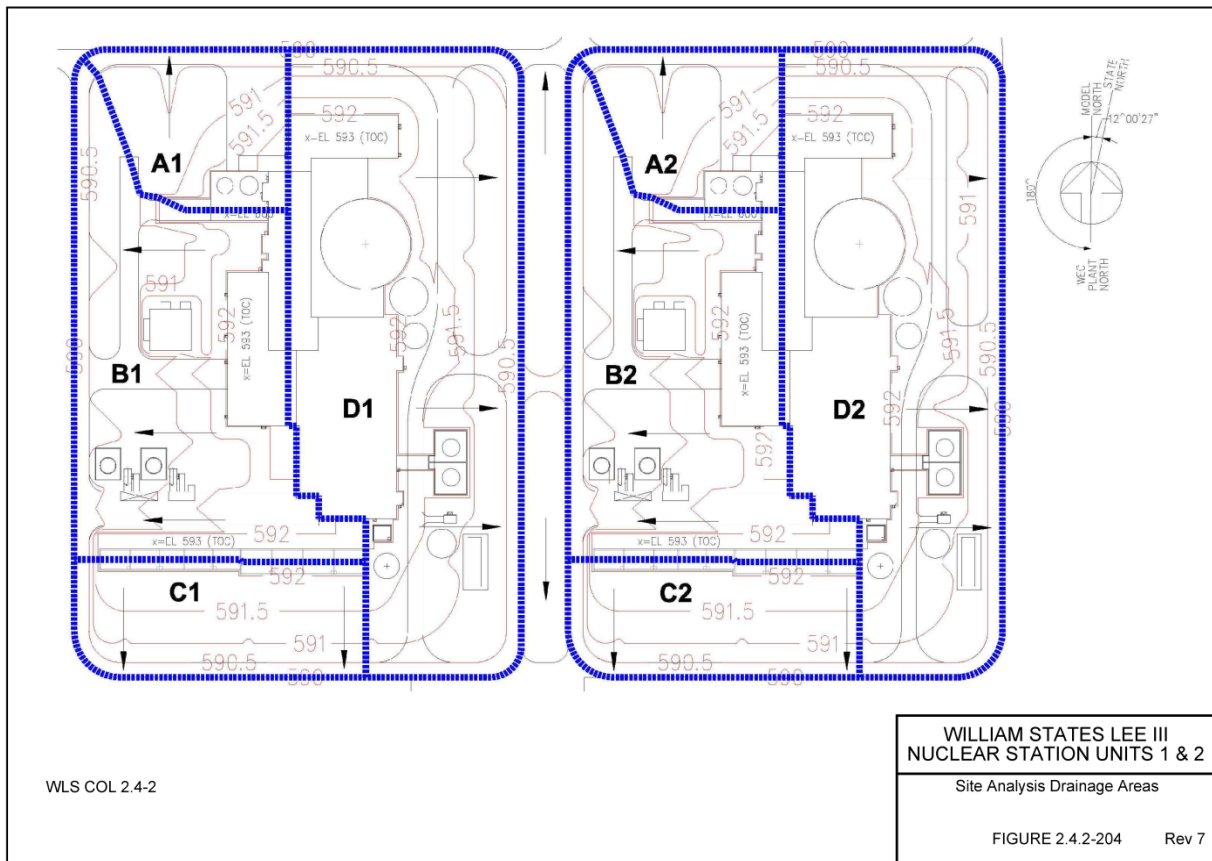 590
590.5
591
592
591.5
x=EL 593 (TOC)
A1
590.5
591
592
x=EL 593 (TOC)
592
591.5
590.5
590
B1
D1
592
x=EL 593 (TOC)
592
C1
591.5
591
590.5
590
590
590.5
591
592
591.5
x=EL 593 (TOC)
A2
591
592
x=EL 593 (TOC)
591.5
590.5
592
590
B2
D2
592
592
x=EL 593 (TOC)
592
C2
591.5
591
590.5
590
MODEL NORTH
STATE NORTH
12°00'27"
180°
WEC PLANT NORTH
WLS COL 2.4-2
WILLIAM STATES LEE III
NUCLEAR STATION UNITS 1 & 2
Site Analysis Drainage Areas
FIGURE 2.4.2-204 Rev 7